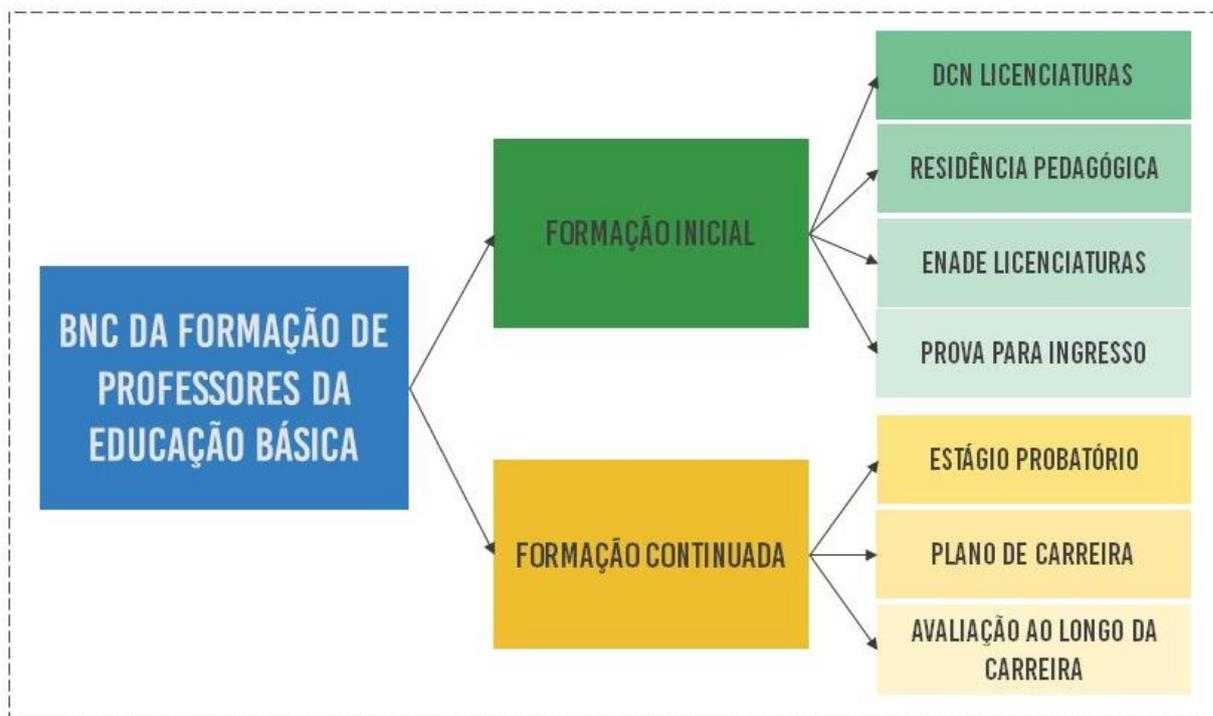 BNC DA FORMAÇÃO DE
PROFESSORES DA
EDUCAÇÃO BÁSICA
FORMAÇÃO INICIAL
DCN LICENCIATURAS
RESIDÊNCIA PEDAGÓGICA
ENADE LICENCIATURAS
PROVA PARA INGRESSO
FORMAÇÃO CONTINUADA
ESTÁGIO PROBATÓRIO
PLANO DE CARREIRA
AVALIAÇÃO AO LONGO DA
CARREIRA